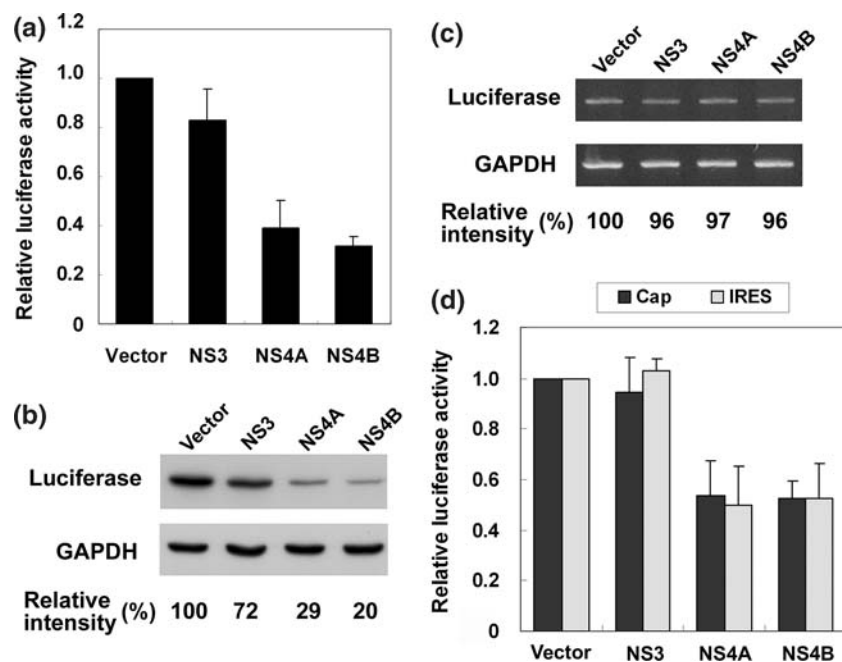 (a)
1.2
1.0
0.8
0.6
0.4
0.2
0
Relative luciferase activity
Vector NS3 NS4A NS4B
(b)
Vector NS3 NS4A NS4B
Luciferase
GAPDH
Relative intensity (%) 100 72 29 20
(c)
Vector NS3 NS4A NS4B
Luciferase
GAPDH
Relative intensity (%) 100 96 97 96
(d)
Cap IRES
1.2
1.0
0.8
0.6
0.4
0.2
0
Relative luciferase activity
Vector NS3 NS4A NS4B